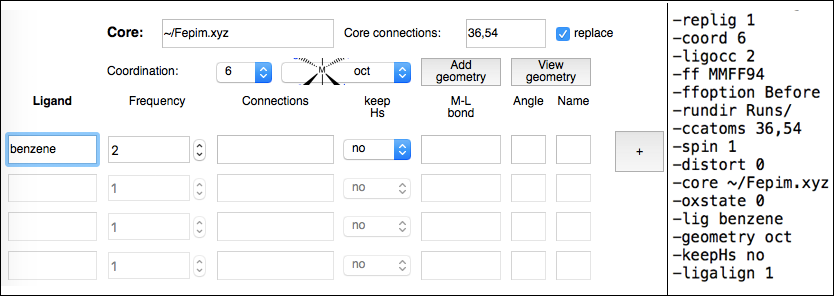 Core: ~/Fepim.xyz Core connections: 36,54 replace
Coordination: 6 M oct Add geometry View geometry
Ligand Frequency Connections keep Hs M-L bond Angle Name
benzene 2 no +
1 no
1 no
1 no
-replig 1
-coord 6
-ligocc 2
-ff MMFF94
-ffoption Before
-rundir Runs/
-ccatoms 36,54
-spin 1
-distort 0
-core ~/Fepim.xyz
-oxstate 0
-lig benzene
-geometry oct
-keepHs no
-ligalign 1